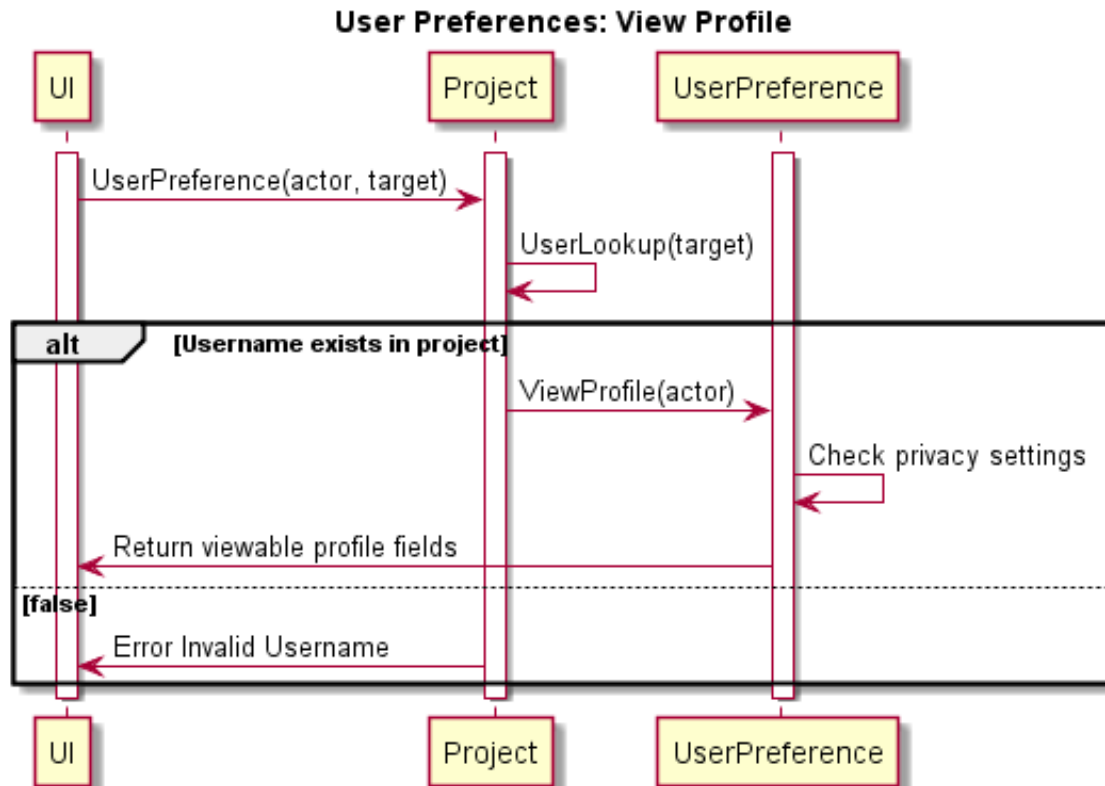 User Preferences: View Profile
UI
Project
UserPreference
UserPreference(actor, target)
UserLookup(target)
alt
[Username exists in project]
ViewProfile(actor)
Check privacy settings
Return viewable profile fields
[false]
Error Invalid Username
UI
Project
UserPreference